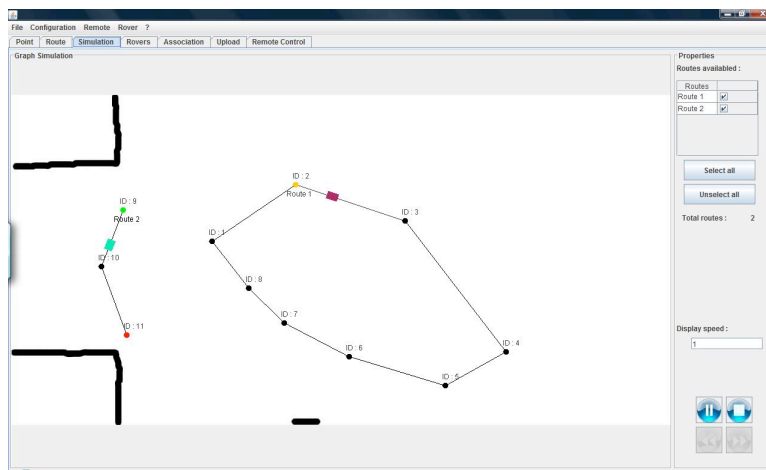 File Configuration Remote Rover ?
Point Route Simulation Rovers Association Upload Remote Control
Graph Simulation
Properties
Routes availabled :
Routes
Route 1
Route 2
Select all
Unselect all
Total routes : 2
Display speed :
1
ID : 2
Route 1
ID : 9
Route 2
ID : 3
ID : 1
ID : 10
ID : 8
ID : 7
ID : 11
ID : 6
ID : 4
ID : 5